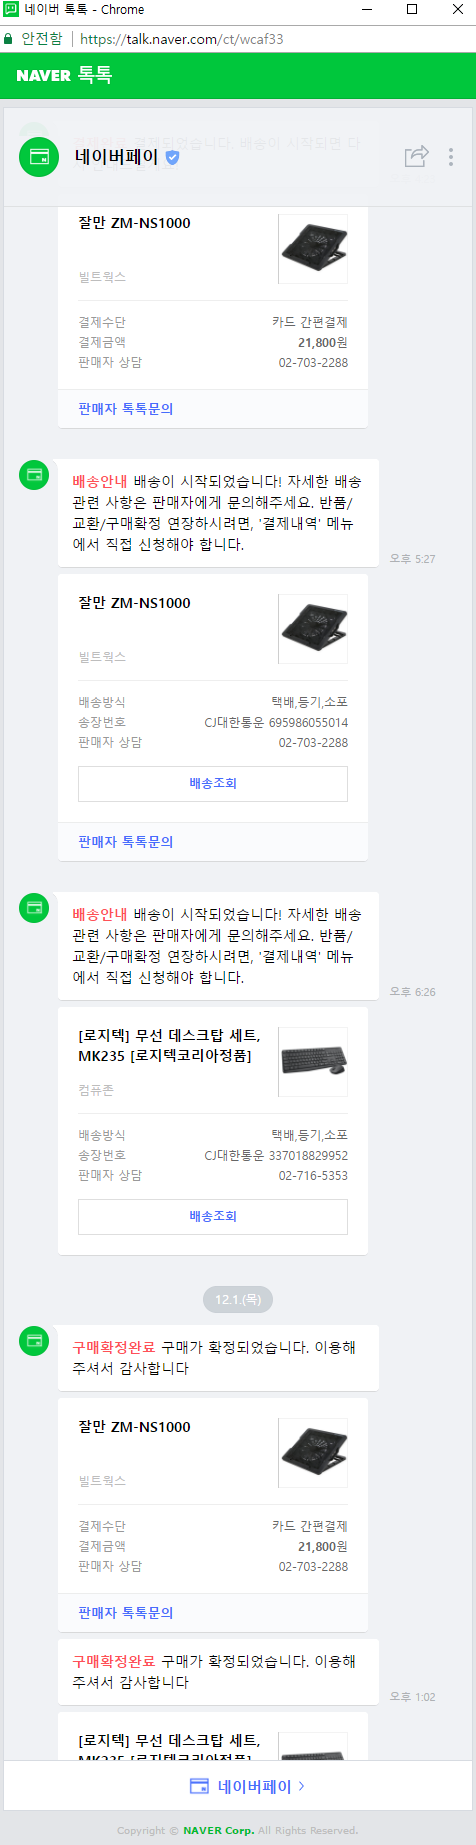 네이버 톡톡 - Chrome
안전함 https://talk.naver.com/ct/wcaf33
NAVER 톡톡
네이버페이
잘만 ZM-NS1000
빌트웍스
결제수단 카드 간편결제
결제금액 21,800원
판매자 상담 02-703-2288
판매자 톡톡문의
배송안내 배송이 시작되었습니다! 자세한 배송
관련 사항은 판매자에게 문의해주세요. 반품/
교환/구매확정 연장하시려면, '결제내역' 메뉴
에서 직접 신청해야 합니다.
오후 5:27
잘만 ZM-NS1000
빌트웍스
배송방식 택배,등기,소포
송장번호 CJ대한통운 695986055014
판매자 상담 02-703-2288
배송조회
판매자 톡톡문의
배송안내 배송이 시작되었습니다! 자세한 배송
관련 사항은 판매자에게 문의해주세요. 반품/
교환/구매확정 연장하시려면, '결제내역' 메뉴
에서 직접 신청해야 합니다.
오후 6:26
[로지텍] 무선 데스크탑 세트,
MK235 [로지텍코리아정품]
컴퓨존
배송방식 택배,등기,소포
송장번호 CJ대한통운 337018829952
판매자 상담 02-716-5353
배송조회
12.1.(목)
구매확정완료 구매가 확정되었습니다. 이용해
주셔서 감사합니다
잘만 ZM-NS1000
빌트웍스
결제수단 카드 간편결제
결제금액 21,800원
판매자 상담 02-703-2288
판매자 톡톡문의
구매확정완료 구매가 확정되었습니다. 이용해
주셔서 감사합니다
오후 1:02
[로지텍] 무선 데스크탑 세트,
MK235 [로지텍코리아정품]
네이버페이
Copyright © NAVER Corp. All Rights Reserved.